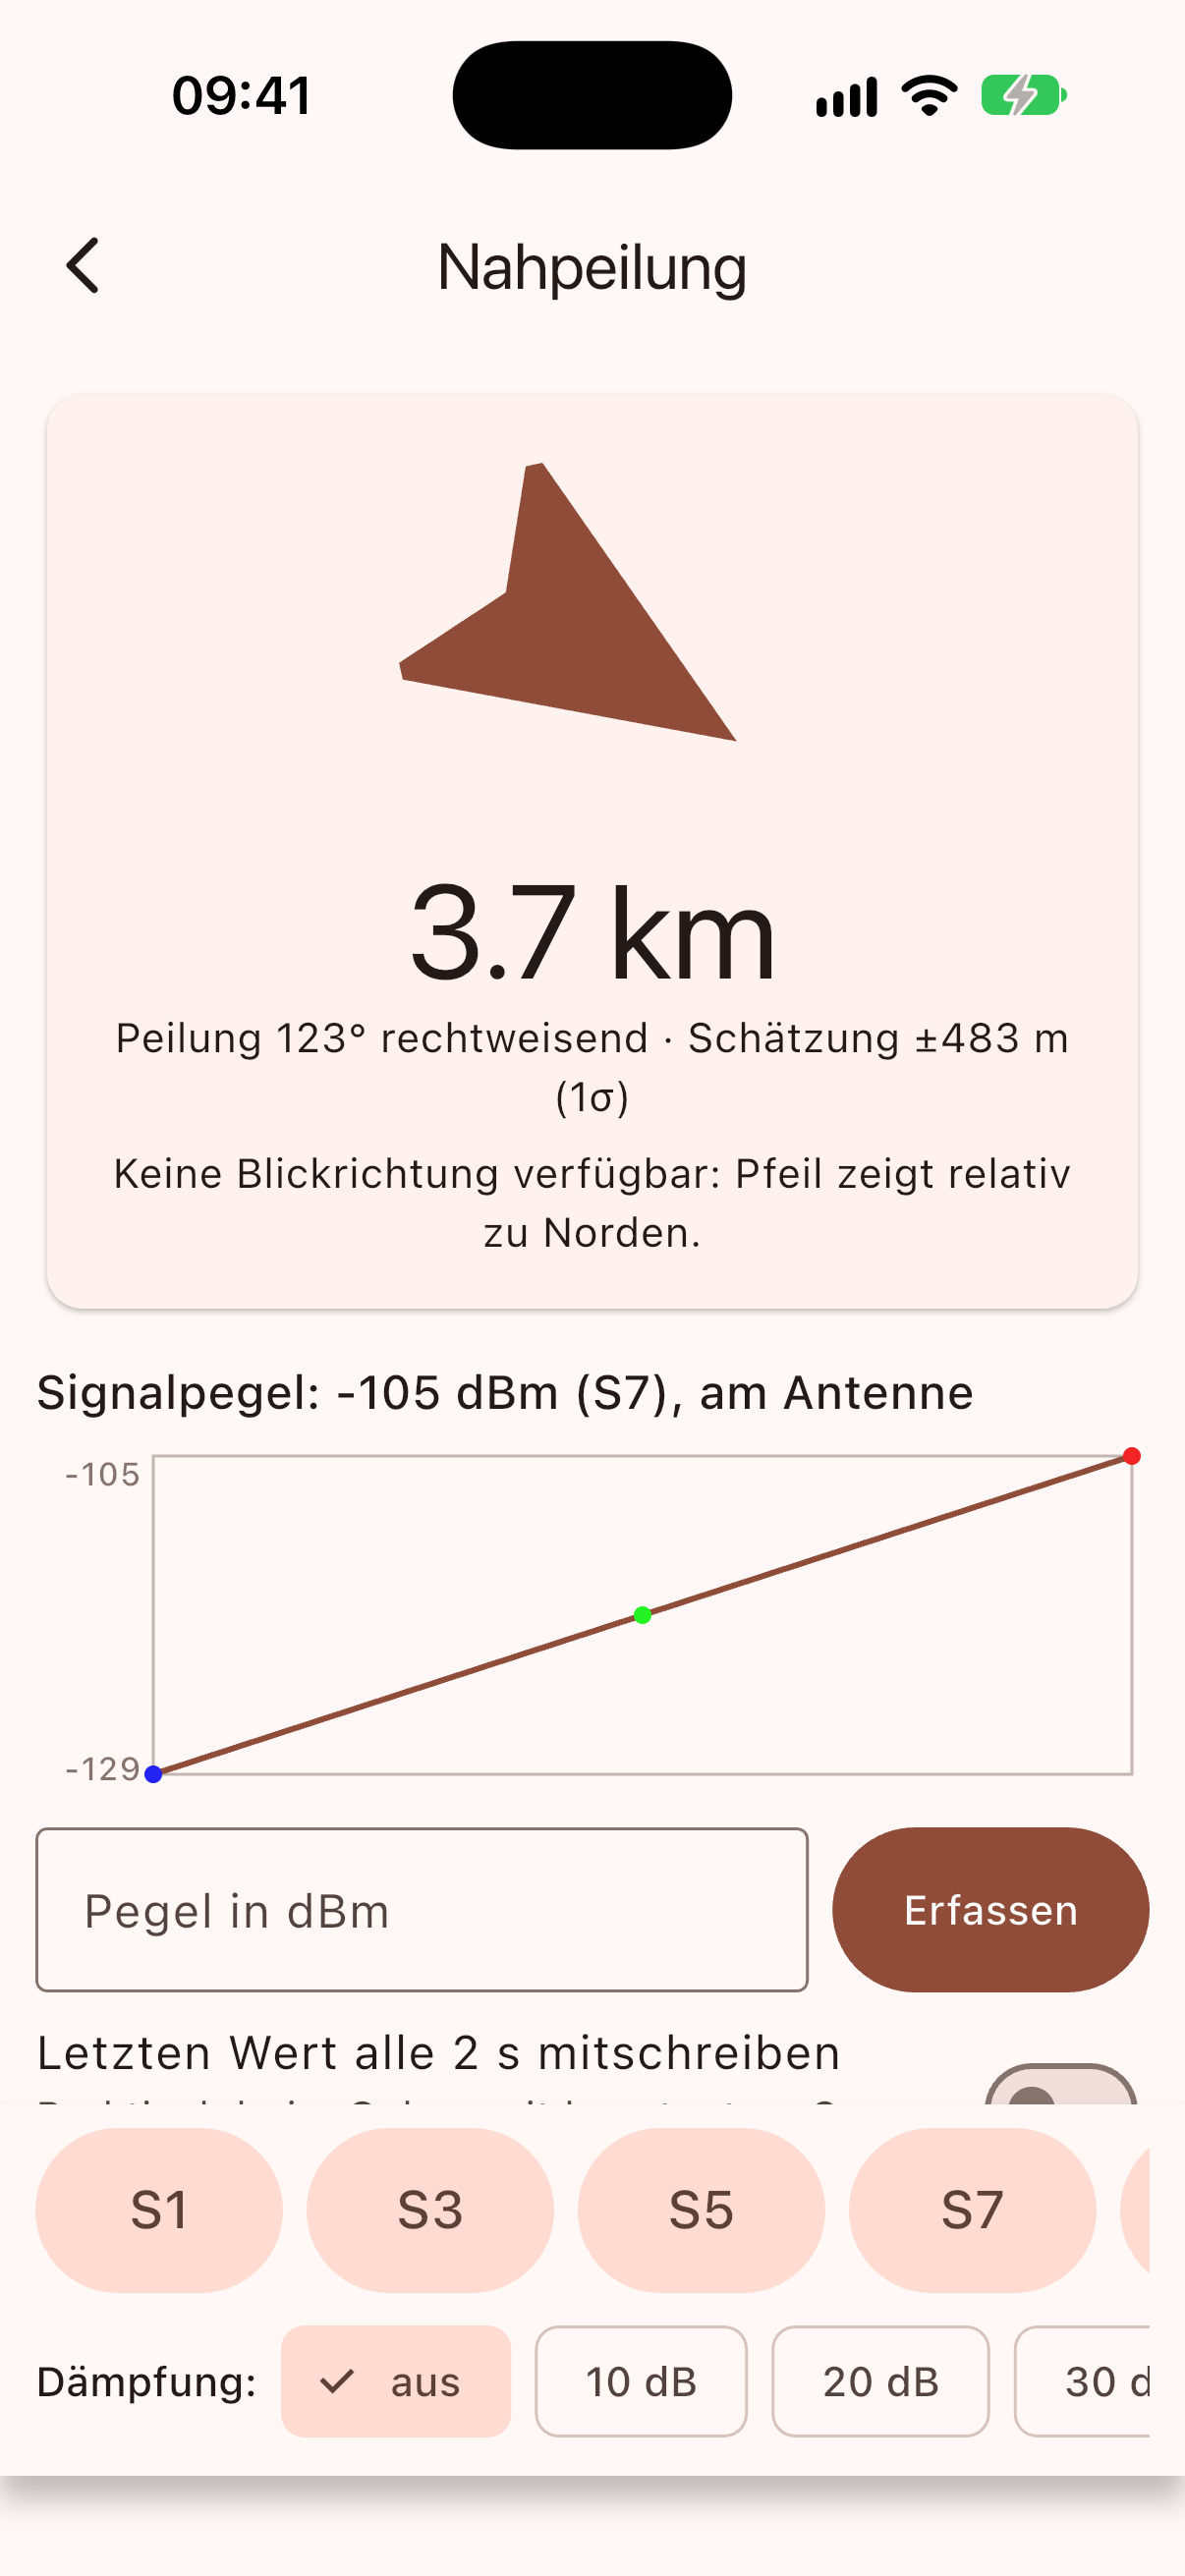 09:41
Nahpeilung
3.7 km
Peilung 123° rechtweisend · Schätzung ±483 m
(1σ)
Keine Blickrichtung verfügbar: Pfeil zeigt relativ
zu Norden.
Signalpegel: -105 dBm (S7), am Antenne
-105
-129
Pegel in dBm
Erfassen
Letzten Wert alle 2 s mitschreiben
S1 S3 S5 S7
Dämpfung: aus 10 dB 20 dB 30 d